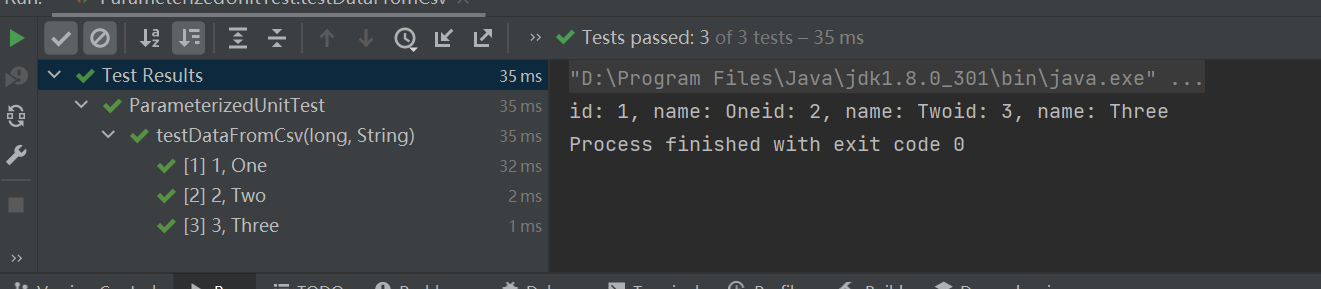 Run:
ParameterizedUnitTest.testDataFromCsv
Tests passed: 3 of 3 tests – 35 ms
Test Results 35 ms
ParameterizedUnitTest 35 ms
testDataFromCsv(long, String) 35 ms
[1] 1, One 32 ms
[2] 2, Two 2 ms
[3] 3, Three 1 ms
"D:\Program Files\Java\jdk1.8.0_301\bin\java.exe" ...
id: 1, name: Oneid: 2, name: Twoid: 3, name: Three
Process finished with exit code 0